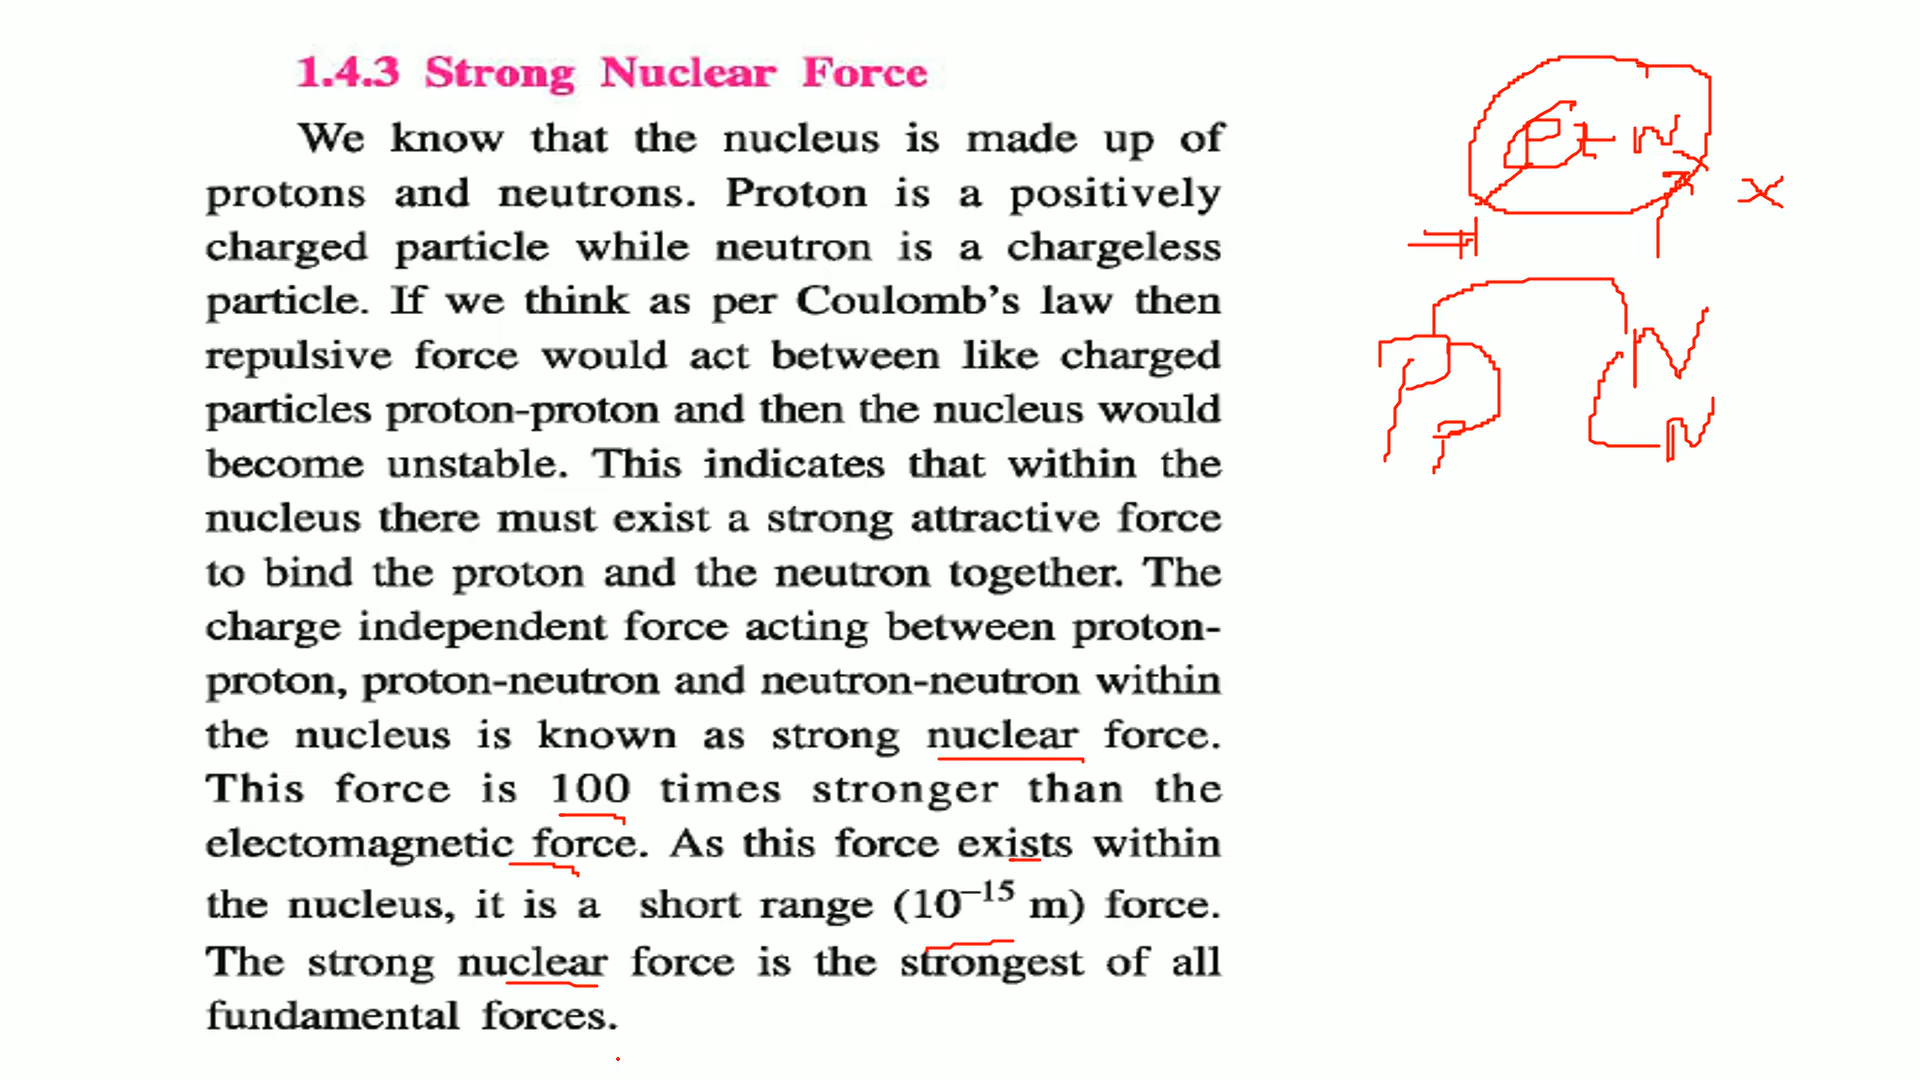 1.4.3 Strong Nuclear Force
We know that the nucleus is made up of
protons and neutrons. Proton is a positively
charged particle while neutron is a chargeless
particle. If we think as per Coulomb's law then
repulsive force would act between like charged
particles proton-proton and then the nucleus would
become unstable. This indicates that within the
nucleus there must exist a strong attractive force
to bind the proton and the neutron together. The
charge independent force acting between proton-
proton, proton-neutron and neutron-neutron within
the nucleus is known as strong nuclear force.
This force is 100 times stronger than the
electomagnetic force. As this force exists within
the nucleus, it is a short range (10⁻¹⁵ m) force.
The strong nuclear force is the strongest of all
fundamental forces.
P + N
x
P N
P N